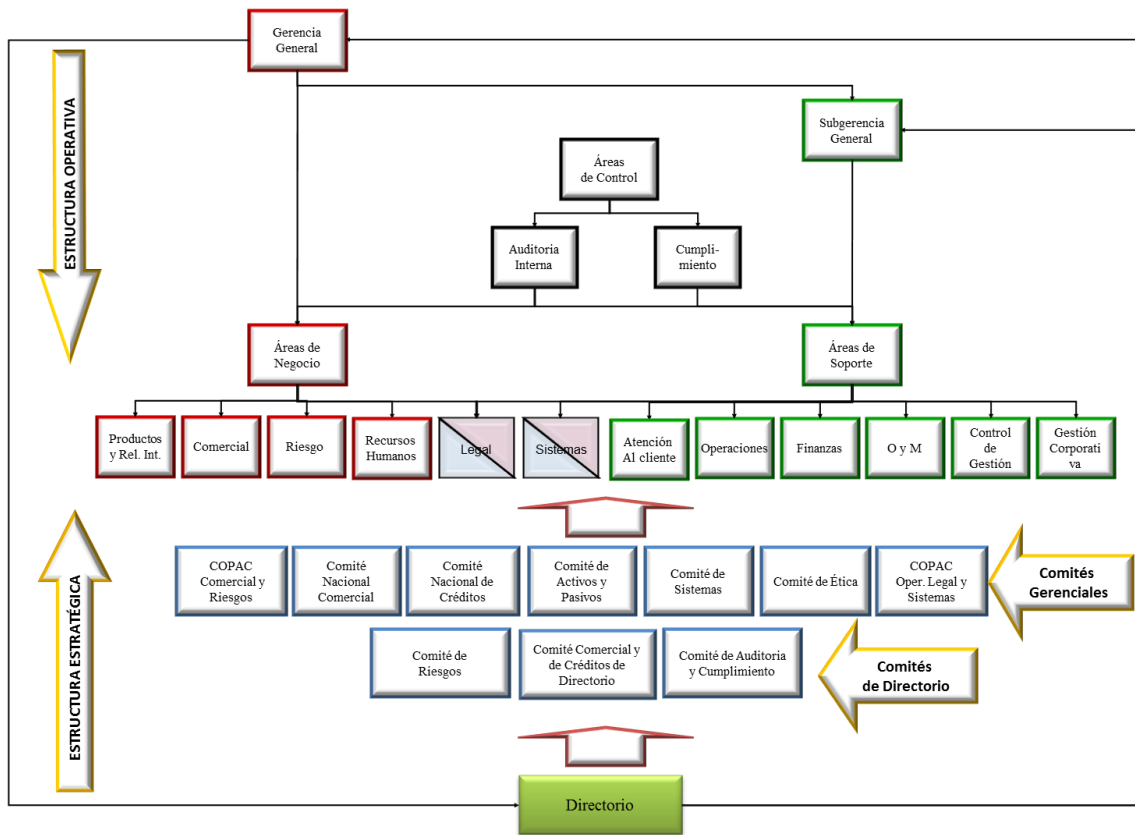 Gerencia
General
Subgerencia
General
ESTRUCTURA OPERATIVA
Áreas
de Control
Auditoria
Interna
Cumpli-
miento
Áreas de
Negocio
Áreas de
Soporte
Productos
y Rel. Int.
Comercial
Riesgo
Recursos
Humanos
Legal
Sistemas
Atención
Al cliente
Operaciones
Finanzas
O y M
Control
de
Gestión
Gestión
Corporati
va
ESTRUCTURA ESTRATÉGICA
COPAC
Comercial y
Riesgos
Comité
Nacional
Comercial
Comité
Nacional de
Créditos
Comité de
Activos y
Pasivos
Comité de
Sistemas
Comité de Ética
COPAC
Oper. Legal y
Sistemas
Comités
Gerenciales
Comité de
Riesgos
Comité Comercial y
de Créditos de
Directorio
Comité de Auditoria
y Cumplimiento
Comités
de Directorio
Directorio